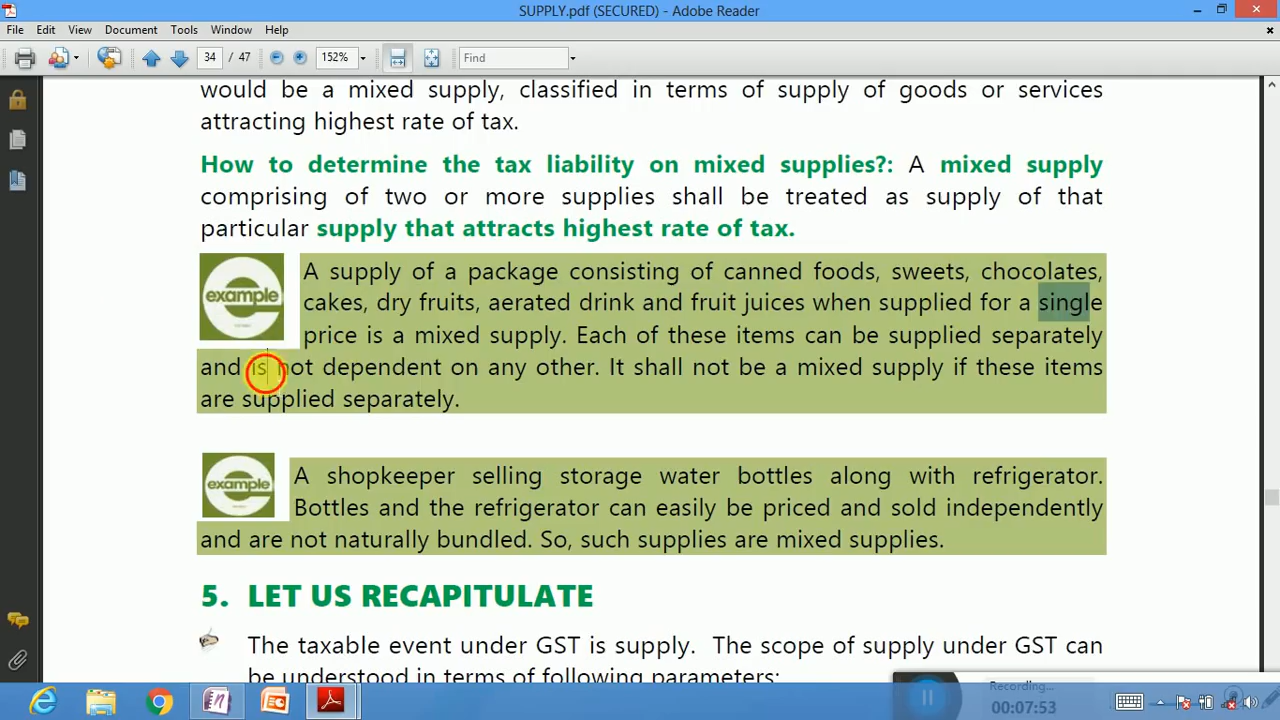 SUPPLY.pdf (SECURED) - Adobe Reader
File Edit View Document Tools Window Help
34 / 47 152% Find
would be a mixed supply, classified in terms of supply of goods or services
attracting highest rate of tax.
How to determine the tax liability on mixed supplies?: A mixed supply
comprising of two or more supplies shall be treated as supply of that
particular supply that attracts highest rate of tax.
example
A supply of a package consisting of canned foods, sweets, chocolates,
cakes, dry fruits, aerated drink and fruit juices when supplied for a single
price is a mixed supply. Each of these items can be supplied separately
and is not dependent on any other. It shall not be a mixed supply if these items
are supplied separately.
example
A shopkeeper selling storage water bottles along with refrigerator.
Bottles and the refrigerator can easily be priced and sold independently
and are not naturally bundled. So, such supplies are mixed supplies.
5. LET US RECAPITULATE
The taxable event under GST is supply. The scope of supply under GST can
be understood in terms of following parameters:
Recording...
00:07:53